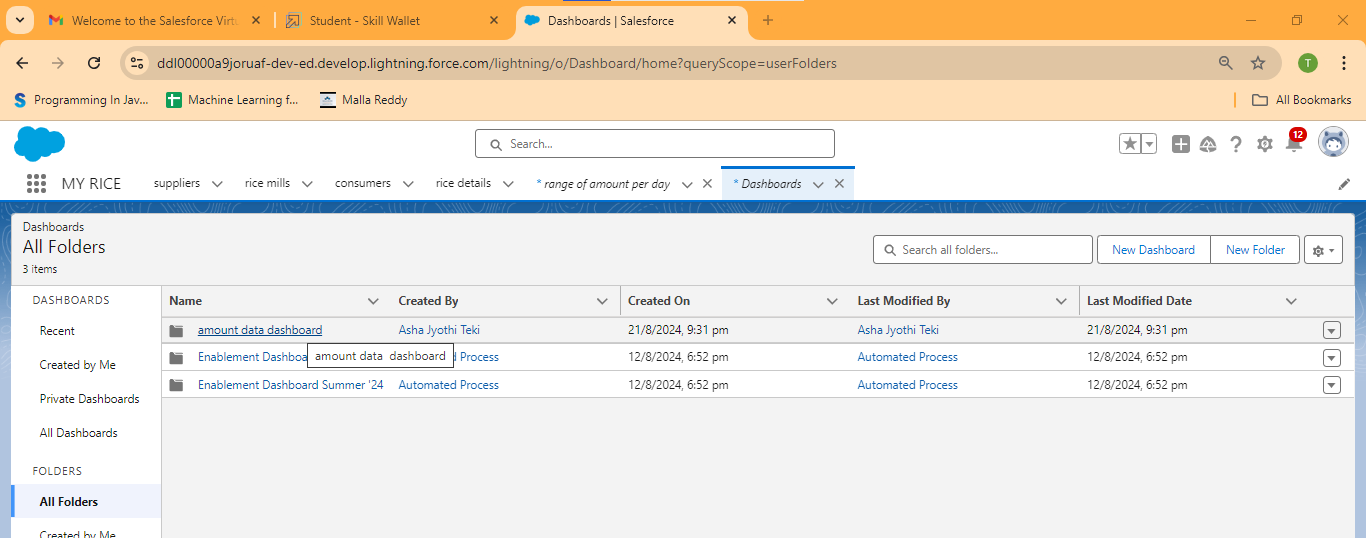 Welcome to the Salesforce Virtu
Student - Skill Wallet
Dashboards | Salesforce
ddl00000a9joruaf-dev-ed.develop.lightning.force.com/lightning/o/Dashboard/home?queryScope=userFolders
T
Programming In Jav...
Machine Learning f...
Malla Reddy
All Bookmarks
Search...
12
MY RICE
suppliers
rice mills
consumers
rice details
* range of amount per day
* Dashboards
Dashboards
All Folders
3 items
Search all folders...
New Dashboard
New Folder
DASHBOARDS
Recent
Created by Me
Private Dashboards
All Dashboards
FOLDERS
All Folders
Created by Me
Name Created By Created On Last Modified By Last Modified Date
amount data dashboard Asha Jyothi Teki 21/8/2024, 9:31 pm Asha Jyothi Teki 21/8/2024, 9:31 pm
Enablement Dashboa d Process 12/8/2024, 6:52 pm Automated Process 12/8/2024, 6:52 pm
amount data dashboard
Enablement Dashboard Summer '24 Automated Process 12/8/2024, 6:52 pm Automated Process 12/8/2024, 6:52 pm